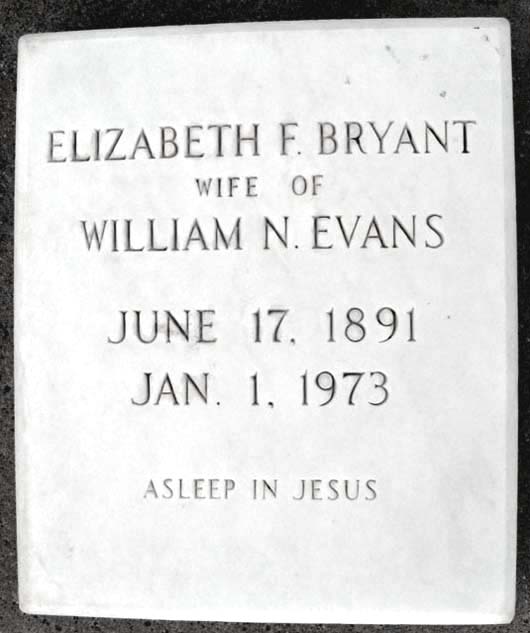 ELIZABETH F. BRYANT
WIFE OF
WILLIAM N. EVANS
JUNE 17, 1891
JAN. 1, 1973
ASLEEP IN JESUS